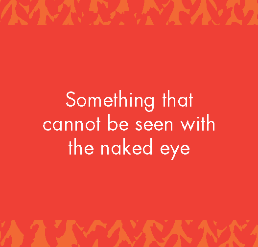 Something that
cannot be seen with
the naked eye